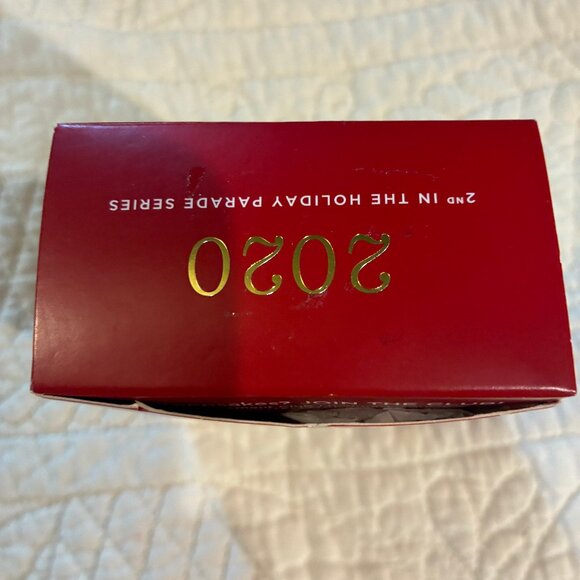 2020
2ND IN THE HOLIDAY PARADE SERIES